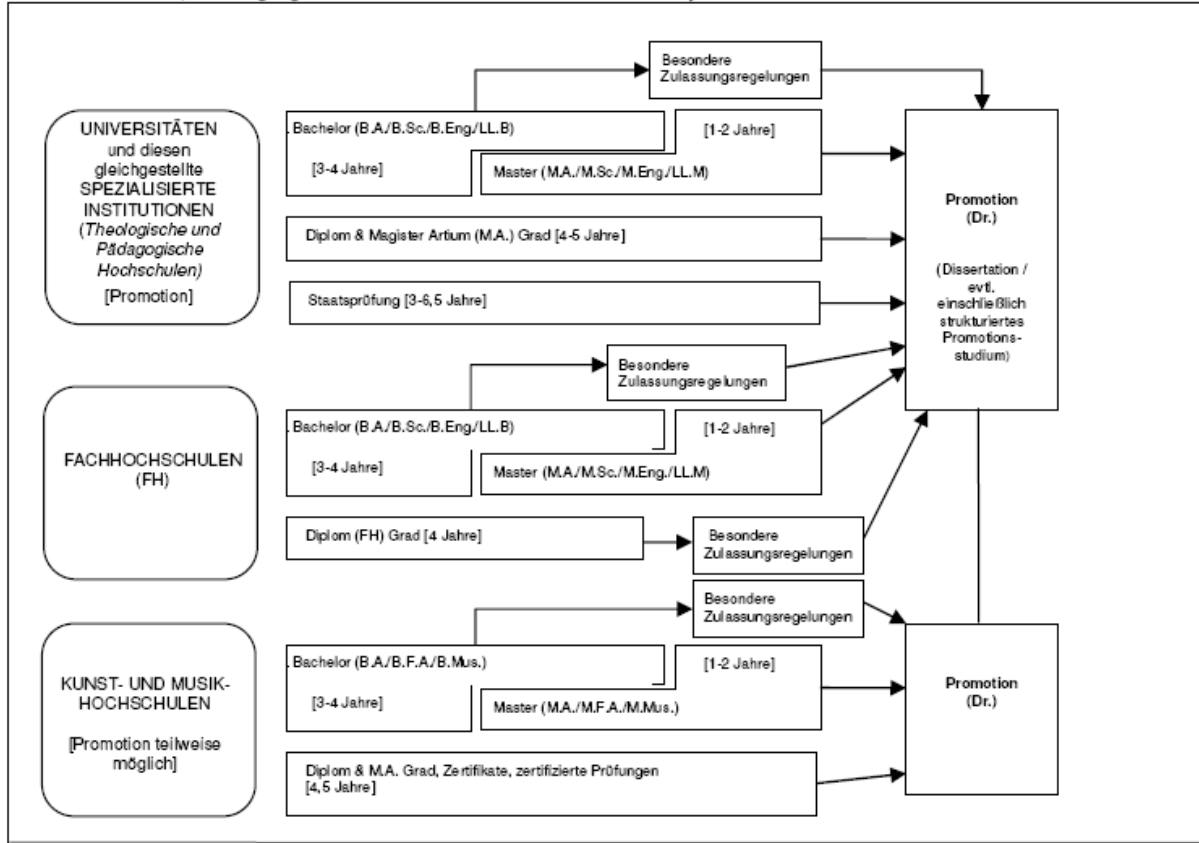 Besondere
Zulassungsregelungen
UNIVERSITÄTEN
und diesen
gleichgestellte
SPEZIALISIERTE
INSTITUTIONEN
(Theologische und
Pädagogische
Hochschulen)
[Promotion]
. Bachelor (B.A./B.Sc./B.Eng./LL.B)
[3-4 Jahre]
[1-2 Jahre]
Master (M.A./M.Sc./M.Eng./LL.M)
Diplom & Magister Artium (M.A.) Grad [4-5 Jahre]
Staatsprüfung [3-6,5 Jahre]
Promotion
(Dr.)
(Dissertation /
evtl.
einschließlich
strukturiertes
Promotions-
studium)
Besondere
Zulassungsregelungen
FACHHOCHSCHULEN
(FH)
. Bachelor (B.A./B.Sc./B.Eng./LL.B)
[3-4 Jahre]
[1-2 Jahre]
Master (M.A./M.Sc./M.Eng./LL.M)
Diplom (FH) Grad [4 Jahre]
Besondere
Zulassungsregelungen
Besondere
Zulassungsregelungen
KUNST- UND MUSIK-
HOCHSCHULEN
[Promotion teilweise
möglich]
. Bachelor (B.A./B.F.A./B.Mus.)
[3-4 Jahre]
[1-2 Jahre]
Master (M.A./M.F.A./M.Mus.)
Diplom & M.A. Grad, Zertifikate, zertifizierte Prüfungen
[4,5 Jahre]
Promotion
(Dr.)